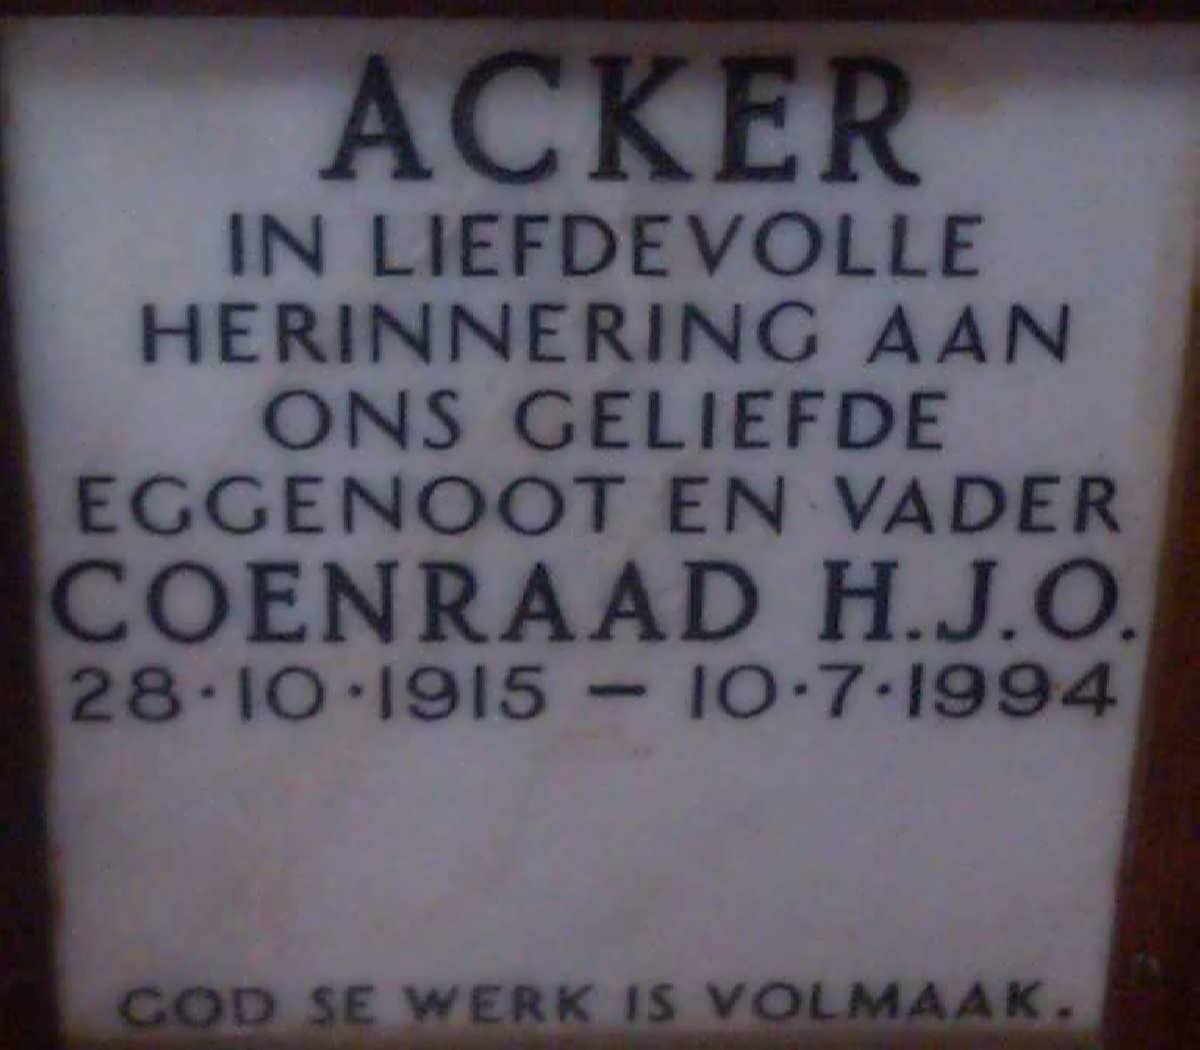 ACKER
IN LIEFDEVOLLE
HERINNERING AAN
ONS GELIEFDE
EGGENOOT EN VADER
COENRAAD H.J.O.
28·10·1915 – 10·7·1994
GOD SE WERK IS VOLMAAK.